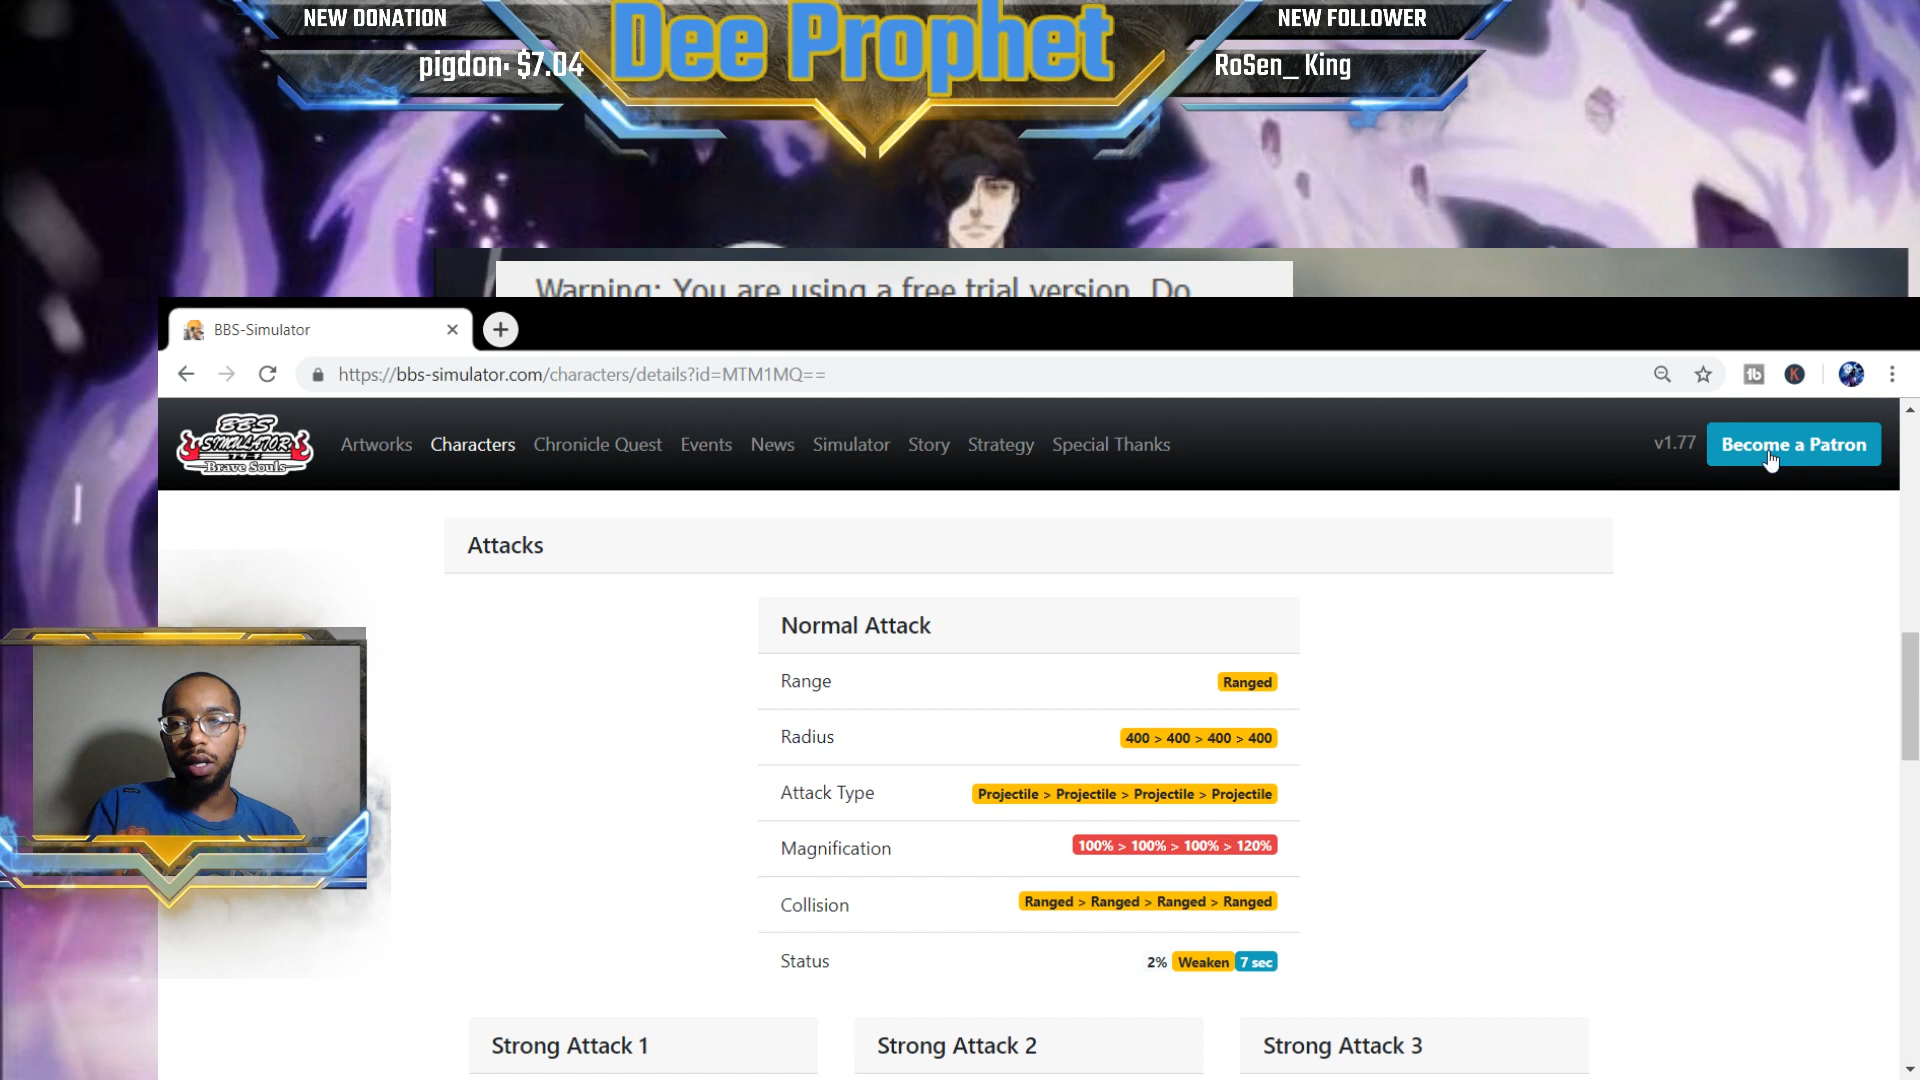 NEW DONATION
pigdon: $7.04
Dee Prophet
NEW FOLLOWER
RoSen_ King
Warning: You are using a free trial version. Do
BBS-Simulator
https://bbs-simulator.com/characters/details?id=MTM1MQ==
BBS
SIMULATOR
Brave Souls
Artworks Characters Chronicle Quest Events News Simulator Story Strategy Special Thanks
v1.77 Become a Patron
Attacks
Normal Attack
Range Ranged
Radius 400 > 400 > 400 > 400
Attack Type Projectile > Projectile > Projectile > Projectile
Magnification 100% > 100% > 100% > 120%
Collision Ranged > Ranged > Ranged > Ranged
Status 2% Weaken 7 sec
Strong Attack 1 Strong Attack 2 Strong Attack 3